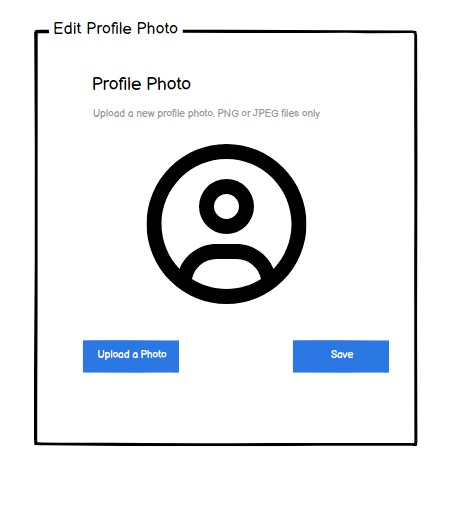 Edit Profile Photo
Profile Photo
Upload a new profile photo. PNG or JPEG files only
Upload a Photo
Save